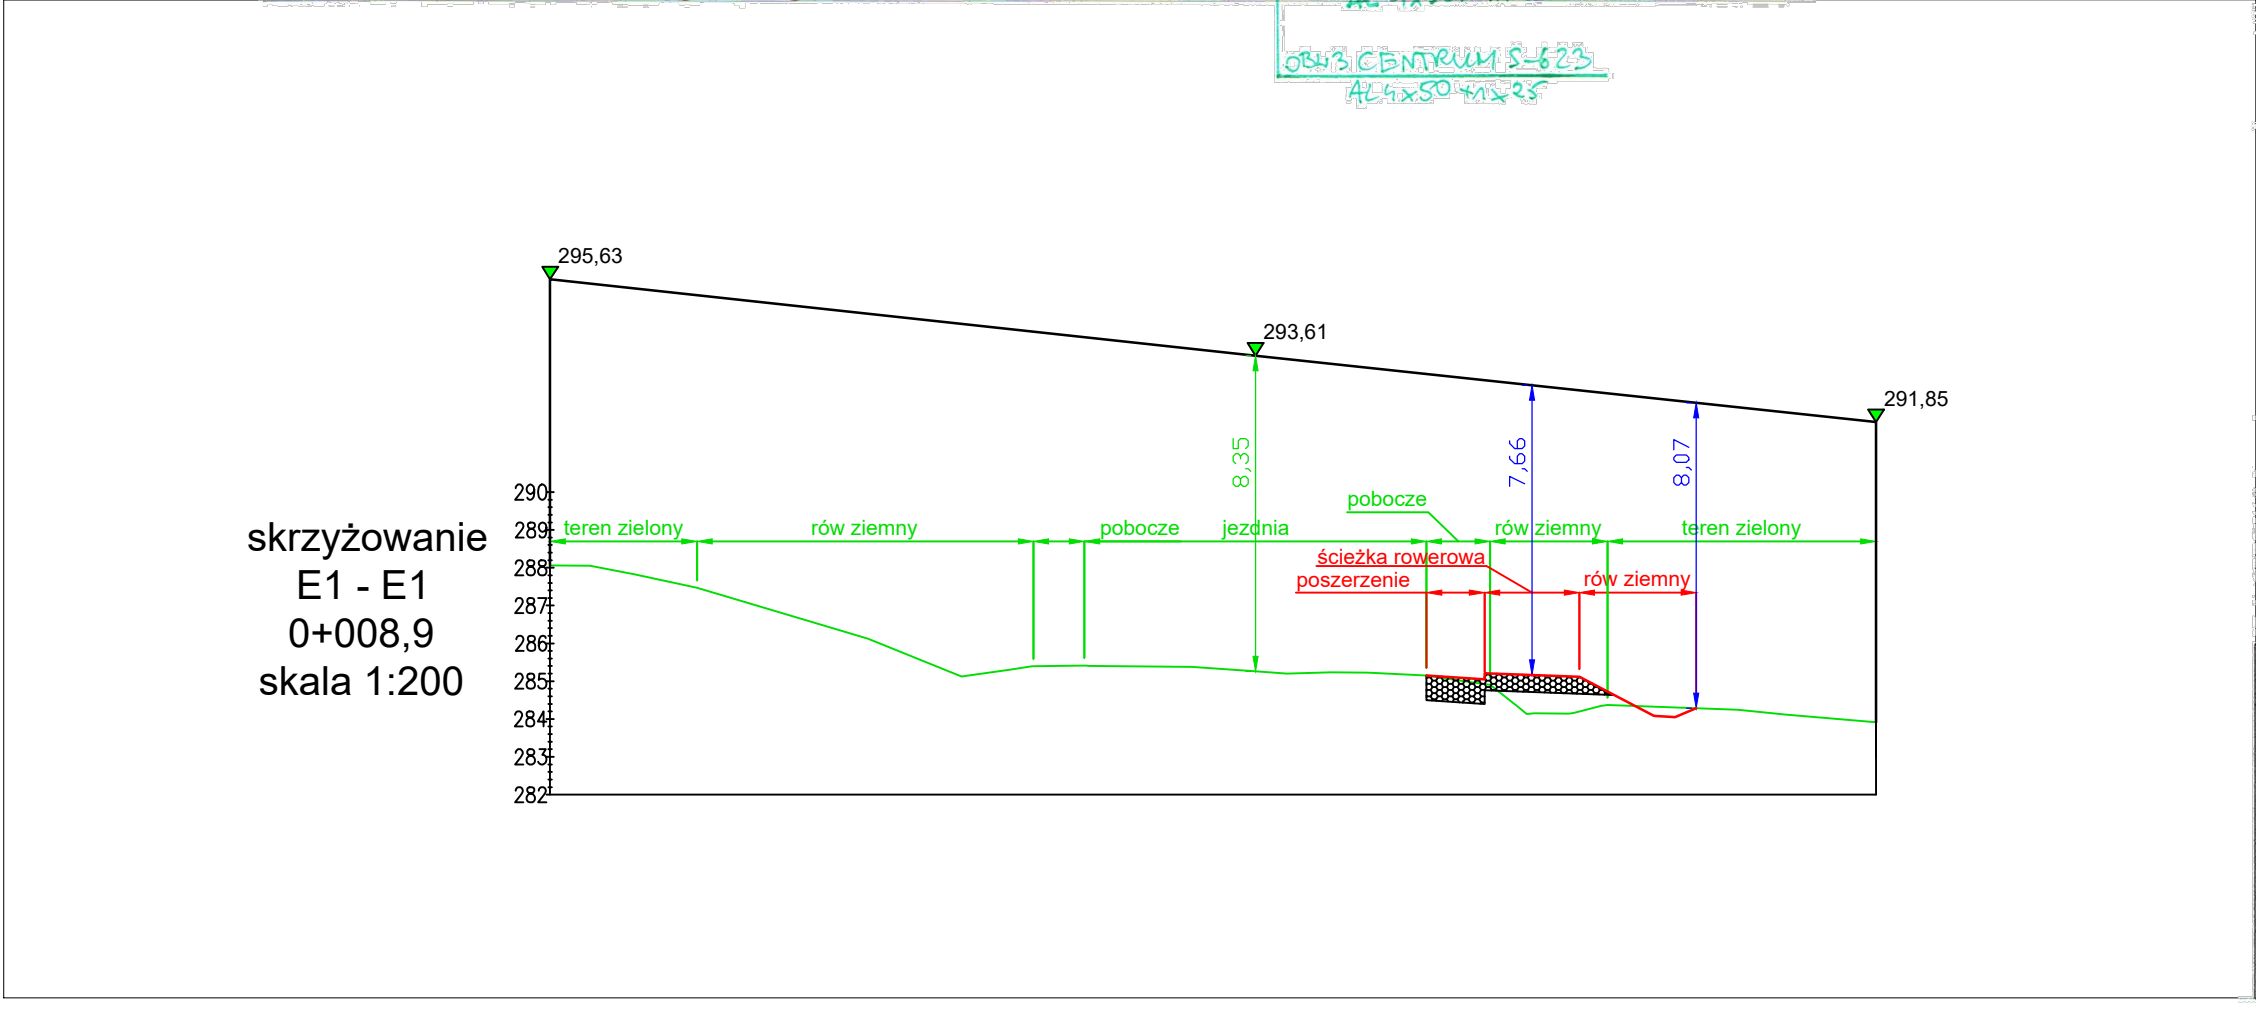 OBW3 CENTRUM S-623
AL 4x50 +1x25
295,63
293,61
291,85
8,35
7,66
8,07
pobocze
290
289
288
287
286
285
284
283
282
teren zielony
rów ziemny
pobocze
jezdnia
rów ziemny
teren zielony
ścieżka rowerowa
poszerzenie
rów ziemny
skrzyżowanie
E1 - E1
0+008,9
skala 1:200